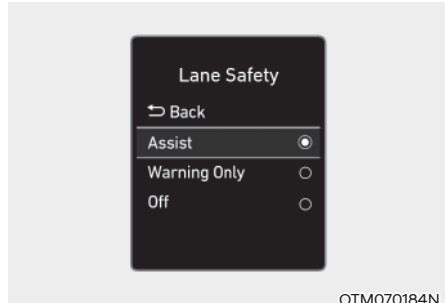 Lane Safety
⮌ Back
Assist
Warning Only
Off
OTM070184N